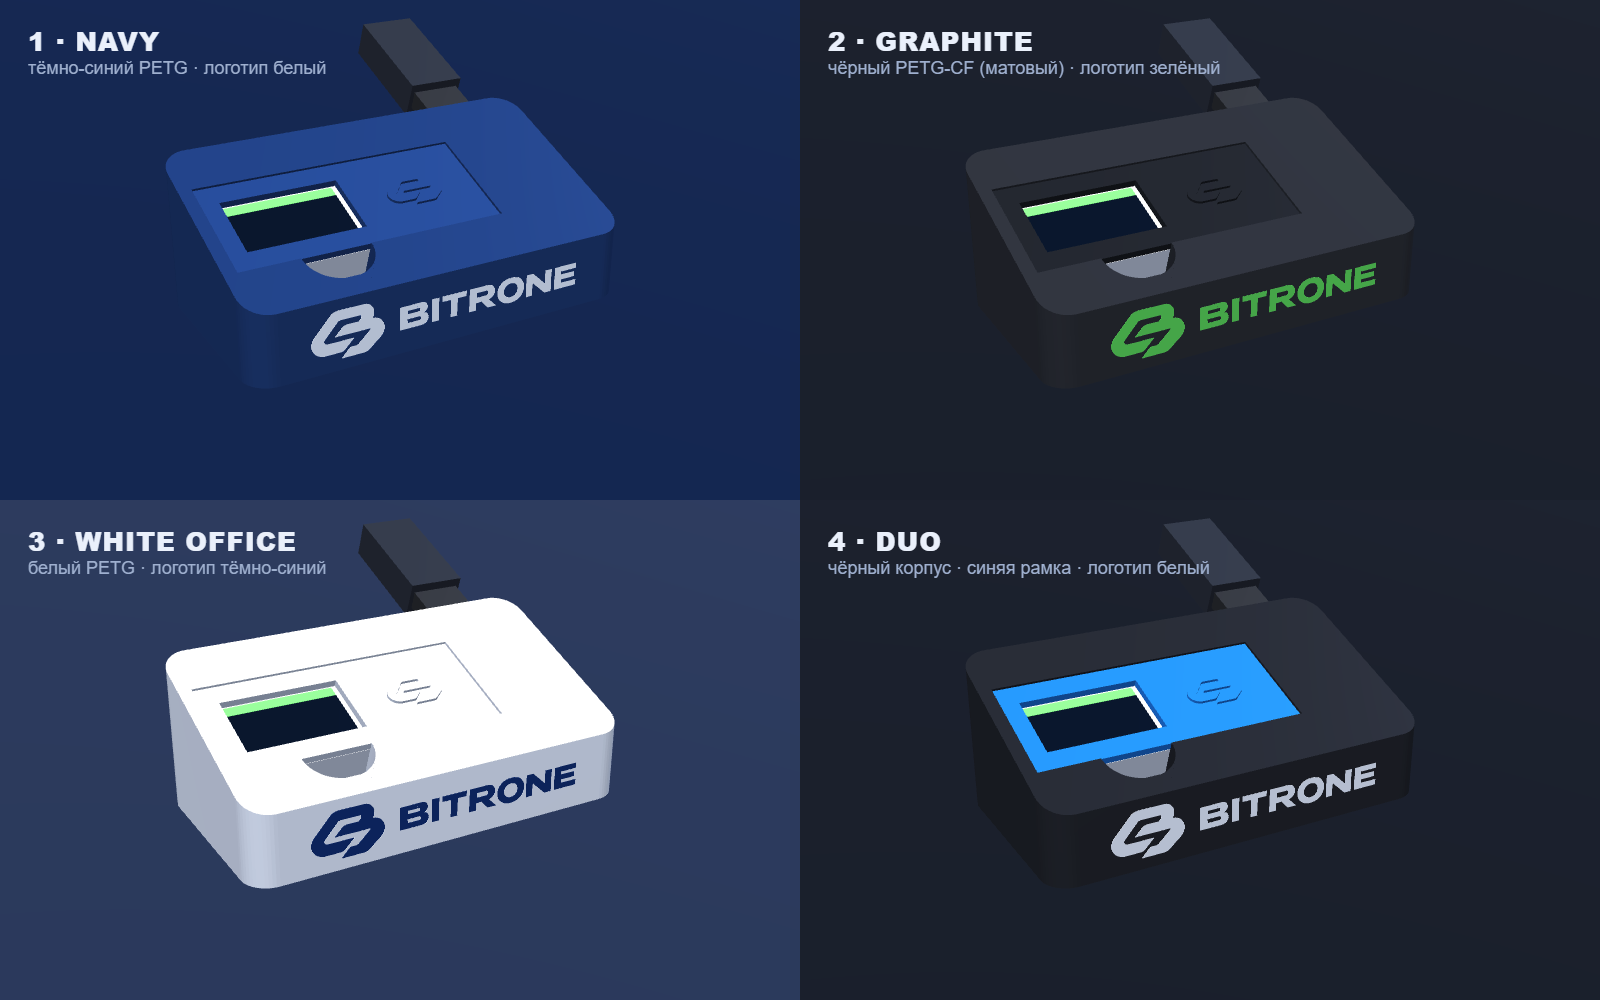 1 · NAVY
тёмно-синий PETG · логотип белый
BITRONE
2 · GRAPHITE
чёрный PETG-CF (матовый) · логотип зелёный
BITRONE
3 · WHITE OFFICE
белый PETG · логотип тёмно-синий
BITRONE
4 · DUO
чёрный корпус · синяя рамка · логотип белый
BITRONE